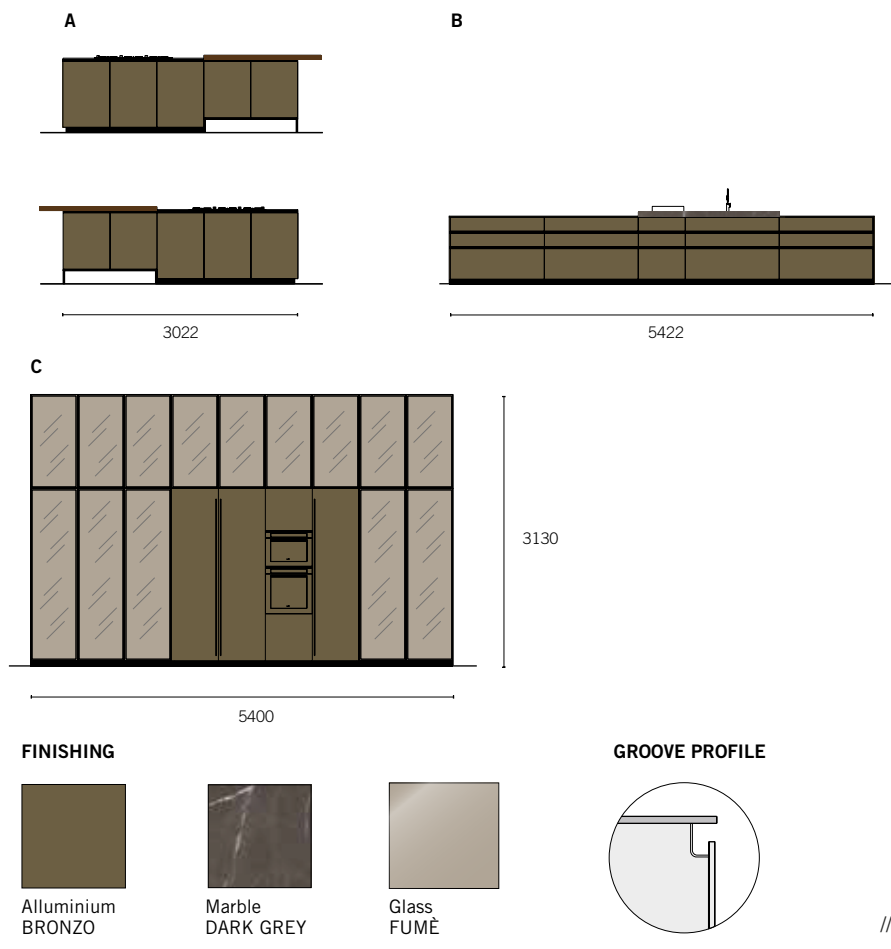 A
B
3022
5422
C
3130
5400
FINISHING
GROOVE PROFILE
Alluminium
BRONZO
Marble
DARK GREY
Glass
FUMÈ
//